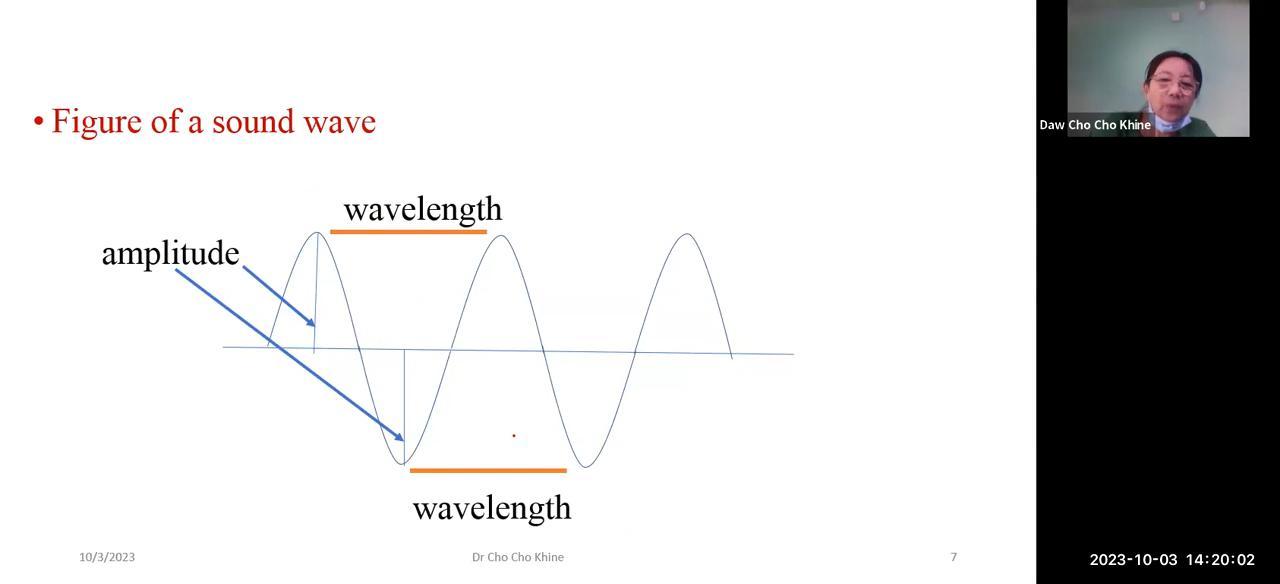 • Figure of a sound wave
wavelength
amplitude
wavelength
10/3/2023
Dr Cho Cho Khine
7
Daw Cho Cho Khine
2023-10-03 14:20:02